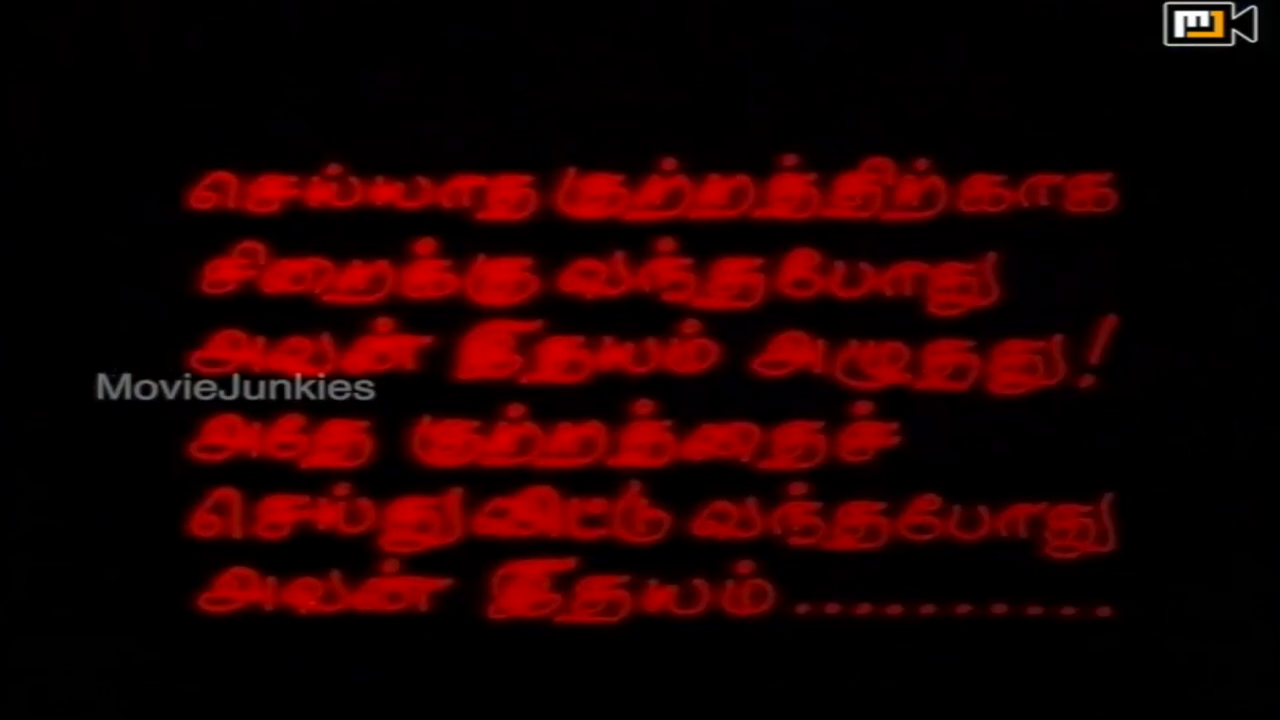 செய்யாத குற்றத்திற்காக
சிறைக்கு வந்தபோது
அவன் இதயம் அழுதது!
MovieJunkies
அதே குற்றத்தைச்
செய்துவிட்டு வந்தபோது
அவன் இதயம்...........